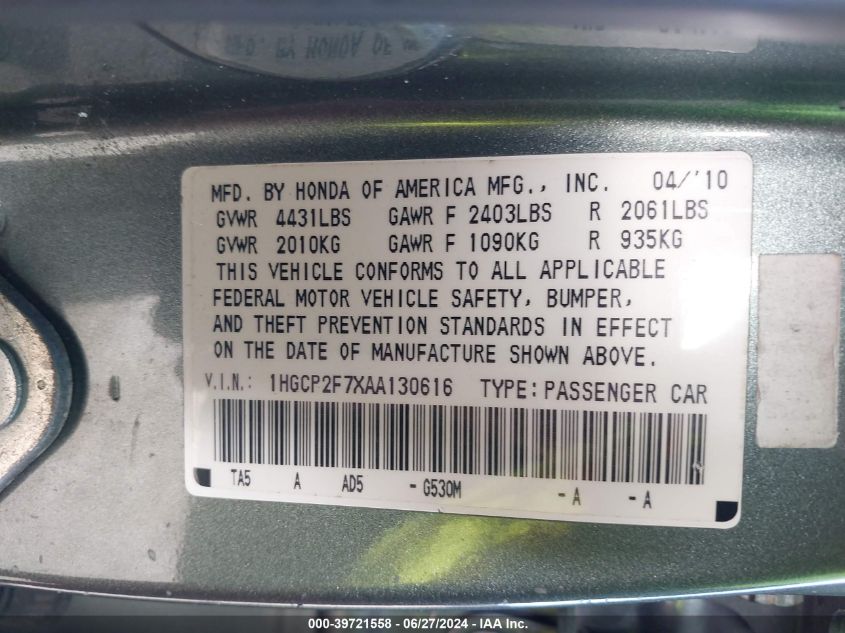 MFD. BY HONDA OF AMERICA MFG., INC. 04/'10
GVWR 4431LBS GAWR F 2403LBS R 2061LBS
GVWR 2010KG GAWR F 1090KG R 935KG
THIS VEHICLE CONFORMS TO ALL APPLICABLE
FEDERAL MOTOR VEHICLE SAFETY, BUMPER,
AND THEFT PREVENTION STANDARDS IN EFFECT
ON THE DATE OF MANUFACTURE SHOWN ABOVE.
V.I.N.: 1HGCP2F7XAA130616 TYPE:PASSENGER CAR
TA5 A AD5 - G530M - A - A
000-39721558 - 06/27/2024 - IAA Inc.